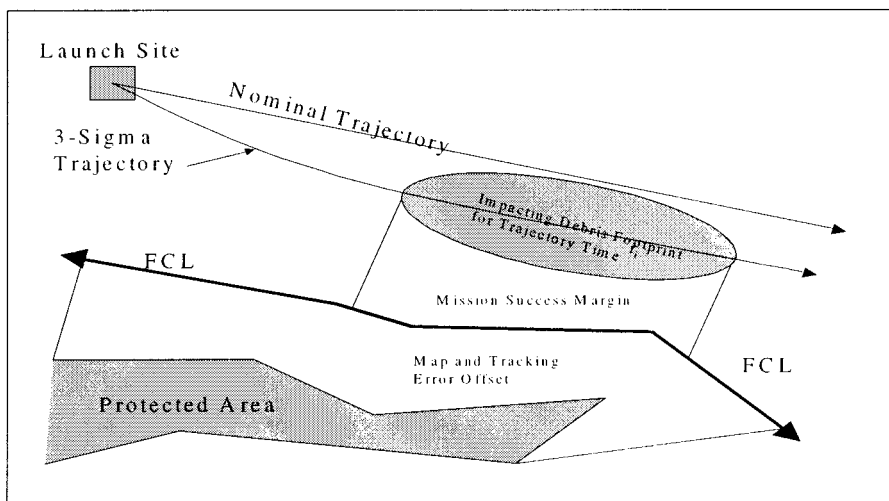 Launch Site
Nominal Trajectory
3-Sigma
Trajectory
Impacting Debris Footprint
for Trajectory Time t_i
FCL
Mission Success Margin
Map and Tracking
Error Offset
FCL
Protected Area